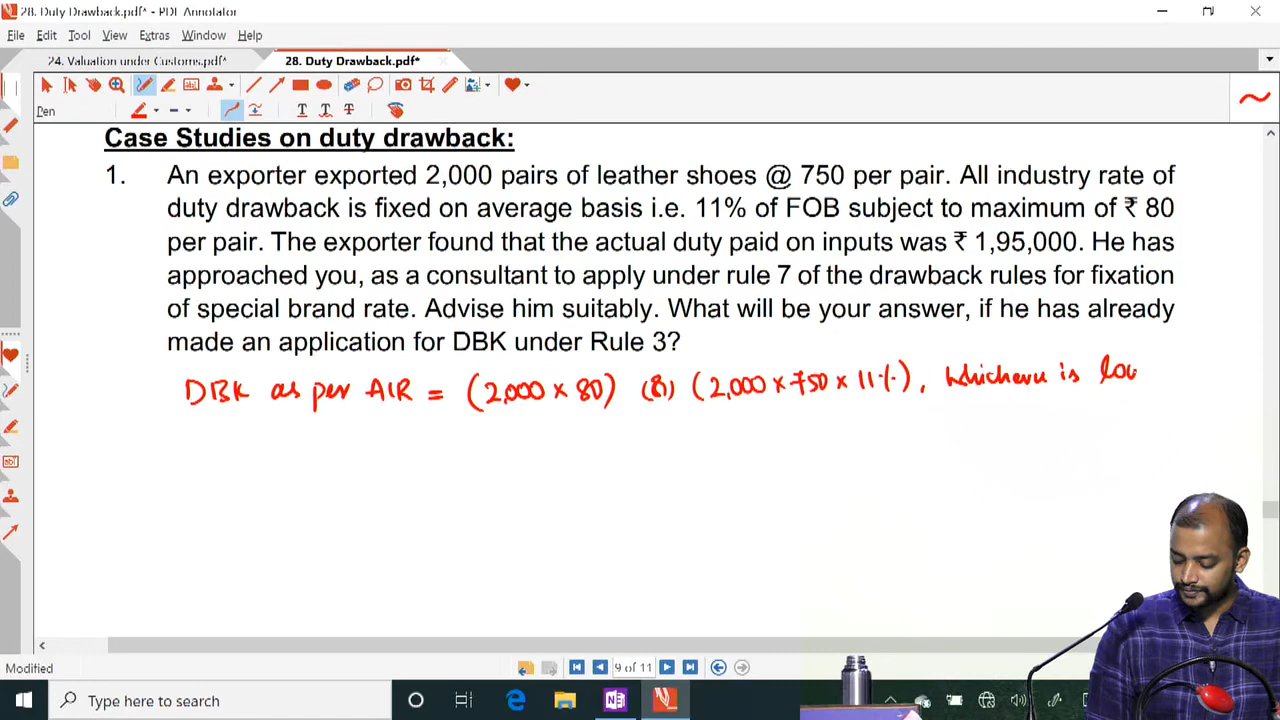 28. Duty Drawback.pdf* - PDF Annotator
File Edit Tool View Extras Window Help
24. Valuation under Customs.pdf* 28. Duty Drawback.pdf*
Pen
Case Studies on duty drawback:
1. An exporter exported 2,000 pairs of leather shoes @ 750 per pair. All industry rate of
duty drawback is fixed on average basis i.e. 11% of FOB subject to maximum of ₹ 80
per pair. The exporter found that the actual duty paid on inputs was ₹ 1,95,000. He has
approached you, as a consultant to apply under rule 7 of the drawback rules for fixation
of special brand rate. Advise him suitably. What will be your answer, if he has already
made an application for DBK under Rule 3?
DBK as per AIR = (2,000 × 80) (or) (2,000 × 750 × 11%), whichever is low
Modified 9 of 11
Type here to search